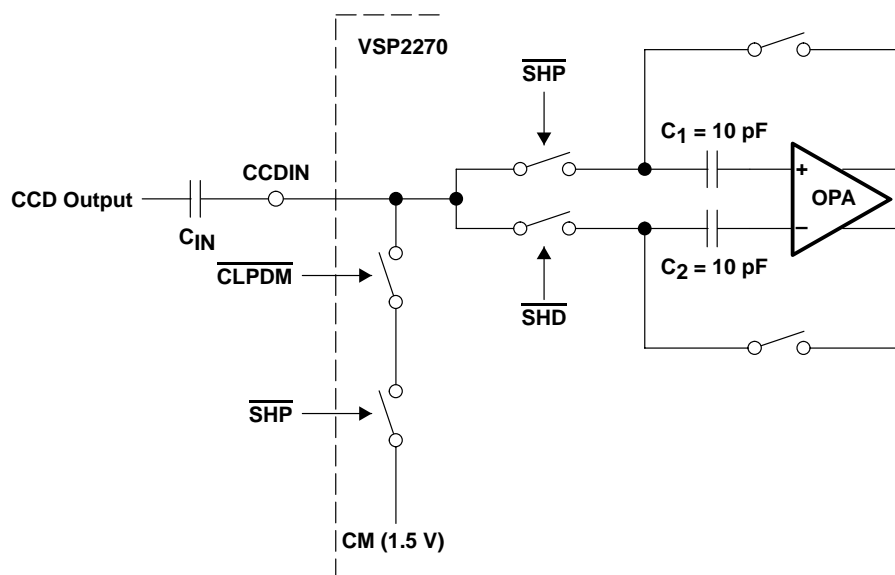 VSP2270
SHP
C1 = 10 pF
CCDIN
CCD Output
CIN
+
OPA
−
C2 = 10 pF
CLPDM
SHD
SHP
CM (1.5 V)